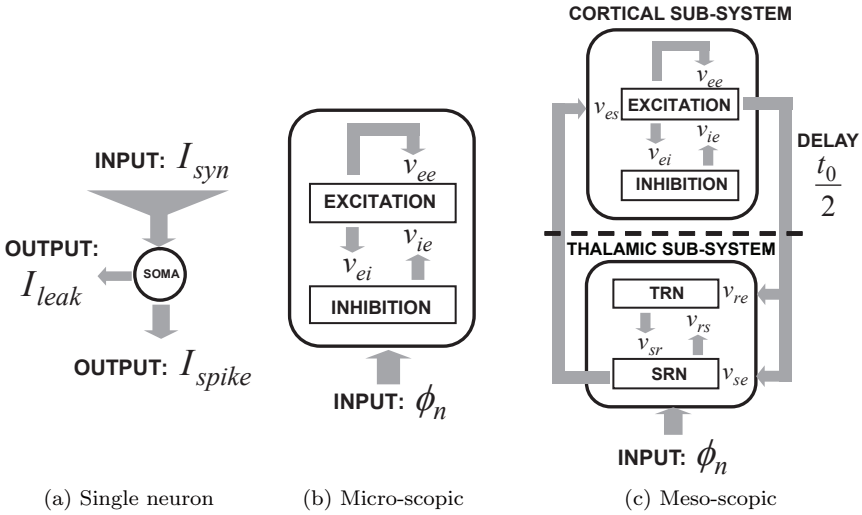 INPUT: I_syn
OUTPUT:
I_leak
SOMA
OUTPUT: I_spike
(a) Single neuron
v_ee
EXCITATION
v_ei
v_ie
INHIBITION
INPUT: ϕ_n
(b) Micro-scopic
CORTICAL SUB-SYSTEM
v_ee
v_es
EXCITATION
v_ei
v_ie
INHIBITION
DELAY
t_0
2
THALAMIC SUB-SYSTEM
TRN
v_re
v_sr
v_rs
SRN
v_se
INPUT: ϕ_n
(c) Meso-scopic